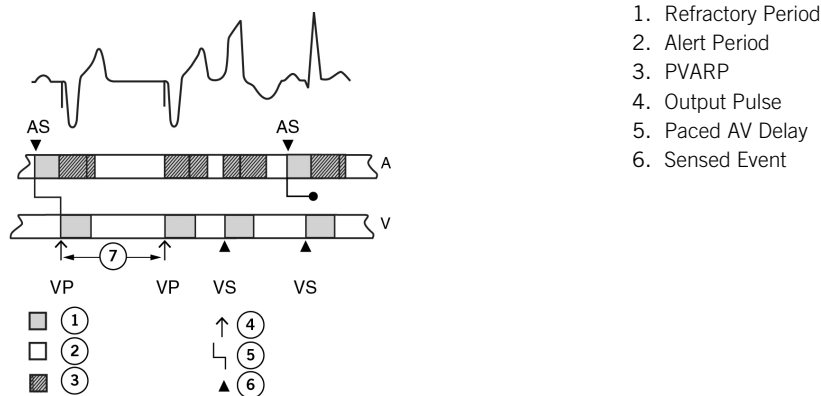 1. Refractory Period
2. Alert Period
3. PVARP
4. Output Pulse
5. Paced AV Delay
6. Sensed Event
AS AS
A
V
7
VP VP VS VS
1 4
2 5
3 6